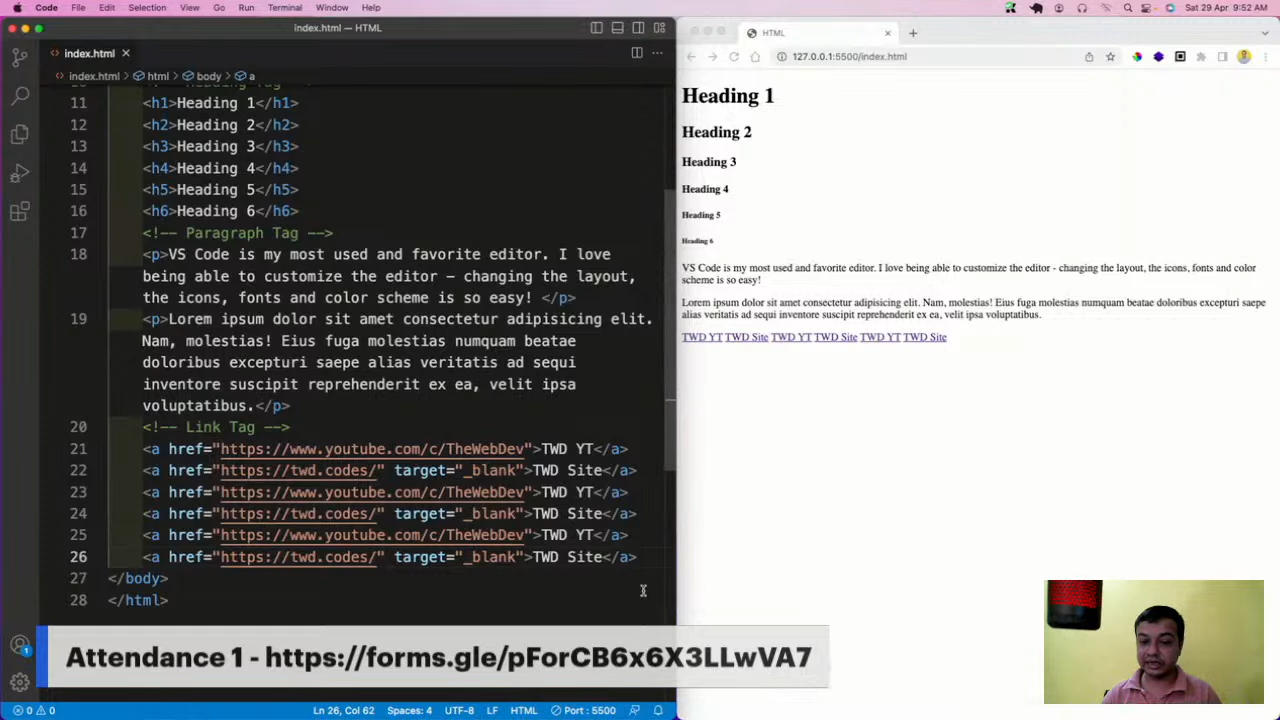 Code File Edit Selection View Go Run Terminal Window Help
Sat 29 Apr 9:52 AM
index.html — HTML
index.html
index.html > html > body > a
11 <h1>Heading 1</h1>
12 <h2>Heading 2</h2>
13 <h3>Heading 3</h3>
14 <h4>Heading 4</h4>
15 <h5>Heading 5</h5>
16 <h6>Heading 6</h6>
17 <!-- Paragraph Tag -->
18 <p>VS Code is my most used and favorite editor. I love
being able to customize the editor - changing the layout,
the icons, fonts and color scheme is so easy! </p>
19 <p>Lorem ipsum dolor sit amet consectetur adipisicing elit.
Nam, molestias! Eius fuga molestias numquam beatae
doloribus excepturi saepe alias veritatis ad sequi
inventore suscipit reprehenderit ex ea, velit ipsa
voluptatibus.</p>
20 <!-- Link Tag -->
21 <a href="https://www.youtube.com/c/TheWebDev">TWD YT</a>
22 <a href="https://twd.codes/" target="_blank">TWD Site</a>
23 <a href="https://www.youtube.com/c/TheWebDev">TWD YT</a>
24 <a href="https://twd.codes/" target="_blank">TWD Site</a>
25 <a href="https://www.youtube.com/c/TheWebDev">TWD YT</a>
26 <a href="https://twd.codes/" target="_blank">TWD Site</a>
27 </body>
28 </html>
HTML
127.0.0.1:5500/index.html
Heading 1
Heading 2
Heading 3
Heading 4
Heading 5
Heading 6
VS Code is my most used and favorite editor. I love being able to customize the editor - changing the layout, the icons, fonts and color
scheme is so easy!
Lorem ipsum dolor sit amet consectetur adipisicing elit. Nam, molestias! Eius fuga molestias numquam beatae doloribus excepturi saepe
alias veritatis ad sequi inventore suscipit reprehenderit ex ea, velit ipsa voluptatibus.
TWD YT TWD Site TWD YT TWD Site TWD YT TWD Site
Attendance 1 - https://forms.gle/pForCB6x6X3LLwVA7
1
0 0
Ln 26, Col 62 Spaces: 4 UTF-8 LF HTML Port : 5500